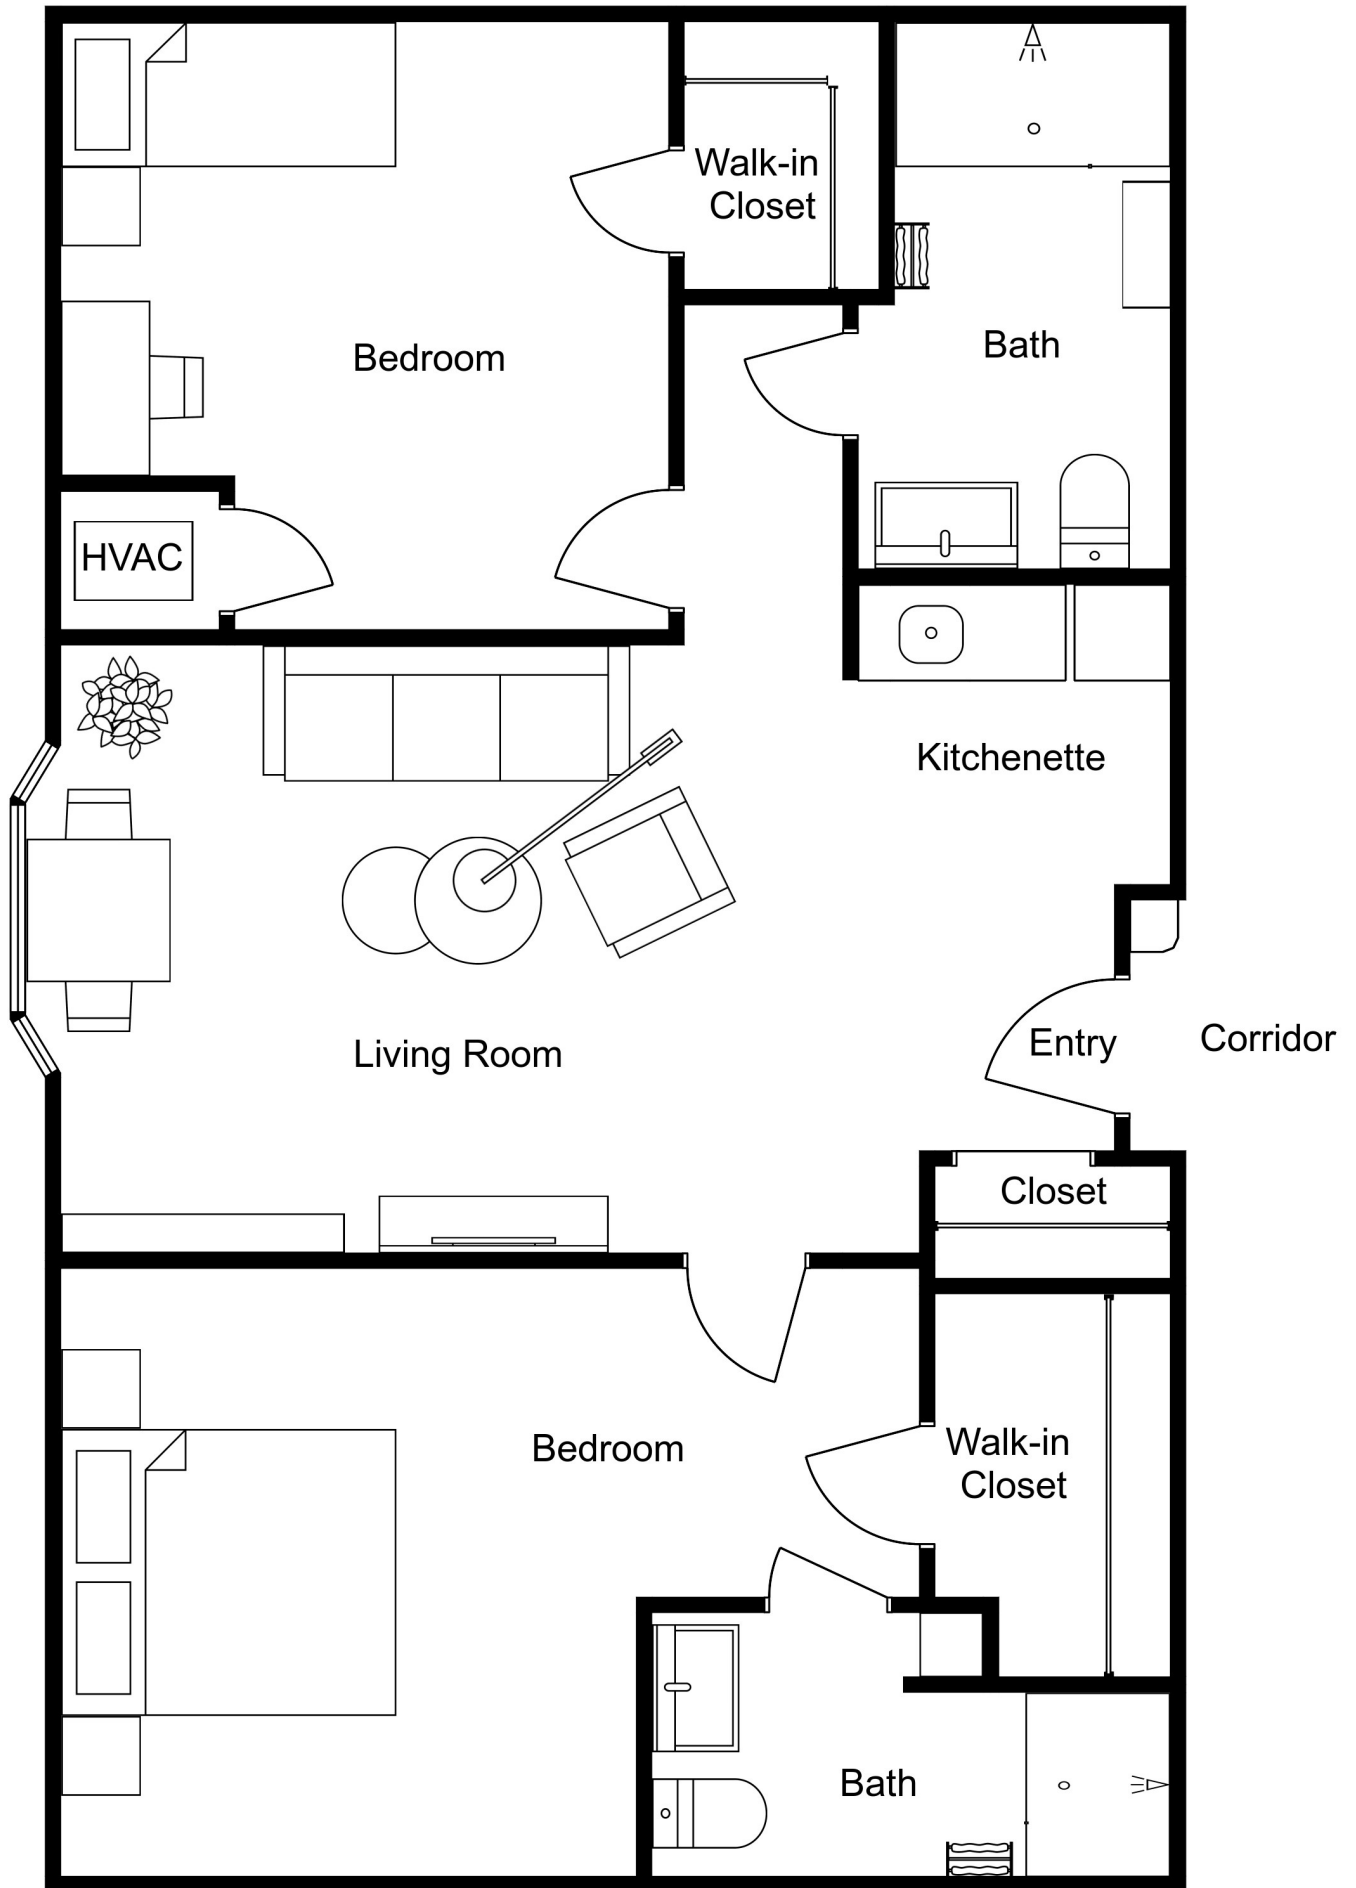 Walk-in
Closet
Bedroom
Bath
HVAC
Kitchenette
Living Room
Entry
Corridor
Closet
Bedroom
Walk-in
Closet
Bath